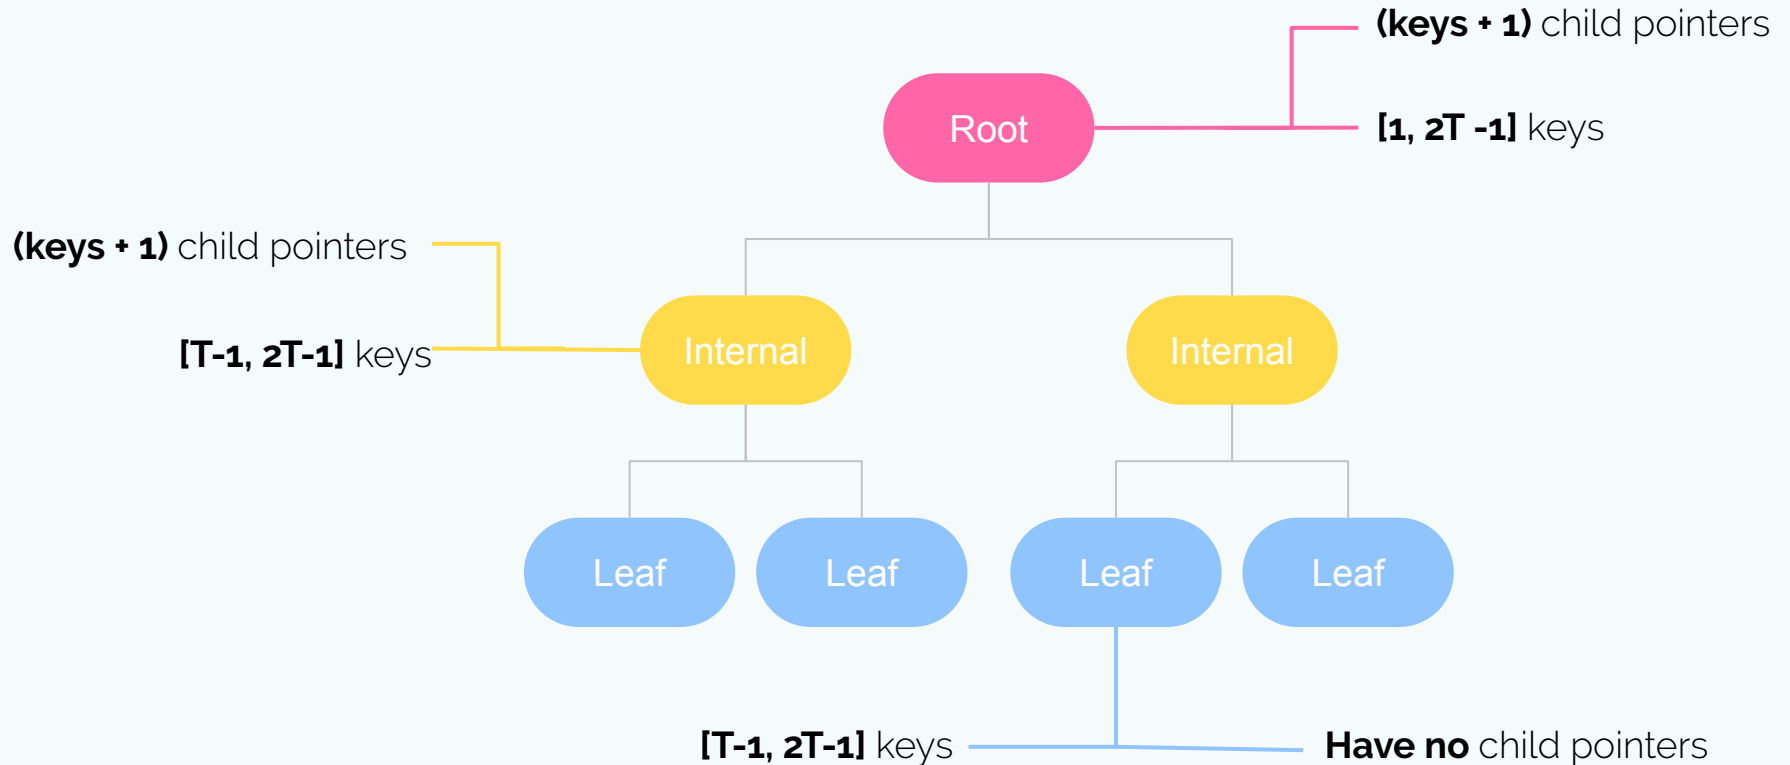 (keys + 1) child pointers
Root
[1, 2T -1] keys
(keys + 1) child pointers
[T-1, 2T-1] keys
Internal
Internal
Leaf
Leaf
Leaf
Leaf
[T-1, 2T-1] keys
Have no child pointers